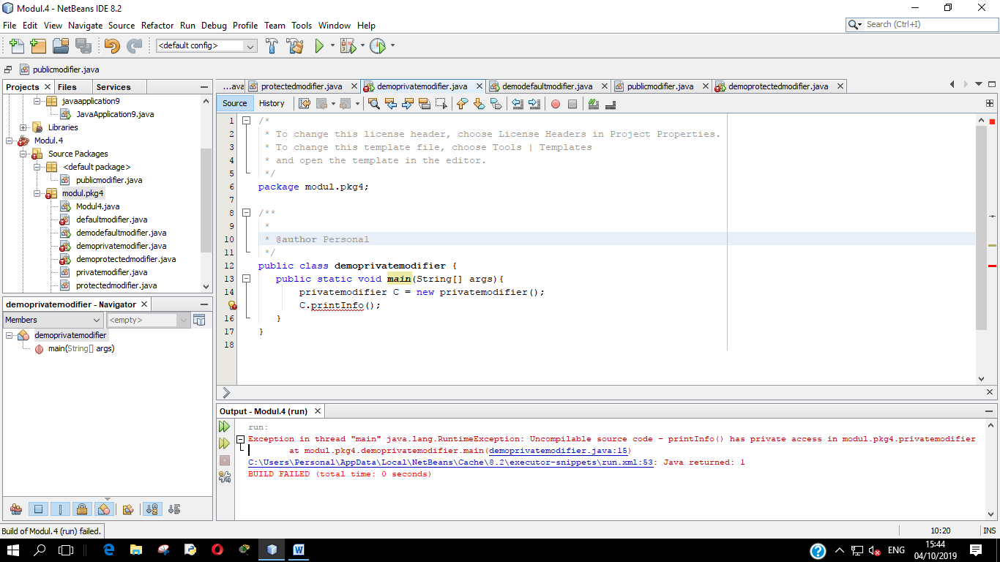 Modul.4 - NetBeans IDE 8.2
File Edit View Navigate Source Refactor Run Debug Profile Team Tools Window Help
Search (Ctrl+I)
<default config>
publicmodifier.java
Projects Files Services
javaapplication9
JavaApplication9.java
Libraries
Modul.4
Source Packages
<default package>
publicmodifier.java
modul.pkg4
Modul4.java
defaultmodifier.java
demodefaultmodifier.java
demoprivatemodifier.java
demoprotectedmodifier.java
privatemodifier.java
protectedmodifier.java
demoprivatemodifier - Navigator
Members <empty>
demoprivatemodifier
main(String[] args)
...ava protectedmodifier.java demoprivatemodifier.java demodefaultmodifier.java publicmodifier.java demoprotectedmodifier.java
Source History
1 /*
2 * To change this license header, choose License Headers in Project Properties.
3 * To change this template file, choose Tools | Templates
4 * and open the template in the editor.
5 */
6 package modul.pkg4;
7
8 /**
9 *
10 * @author Personal
11 */
12 public class demoprivatemodifier {
13 public static void main(String[] args){
14 privatemodifier C = new privatemodifier();
C.printInfo();
16 }
17 }
18
Output - Modul.4 (run)
run:
Exception in thread "main" java.lang.RuntimeException: Uncompilable source code - printInfo() has private access in modul.pkg4.privatemodifier
at modul.pkg4.demoprivatemodifier.main(demoprivatemodifier.java:15)
C:\Users\Personal\AppData\Local\NetBeans\Cache\8.2\executor-snippets\run.xml:53: Java returned: 1
BUILD FAILED (total time: 0 seconds)
Build of Modul.4 (run) failed.
10:20 INS
ENG
15:44
04/10/2019